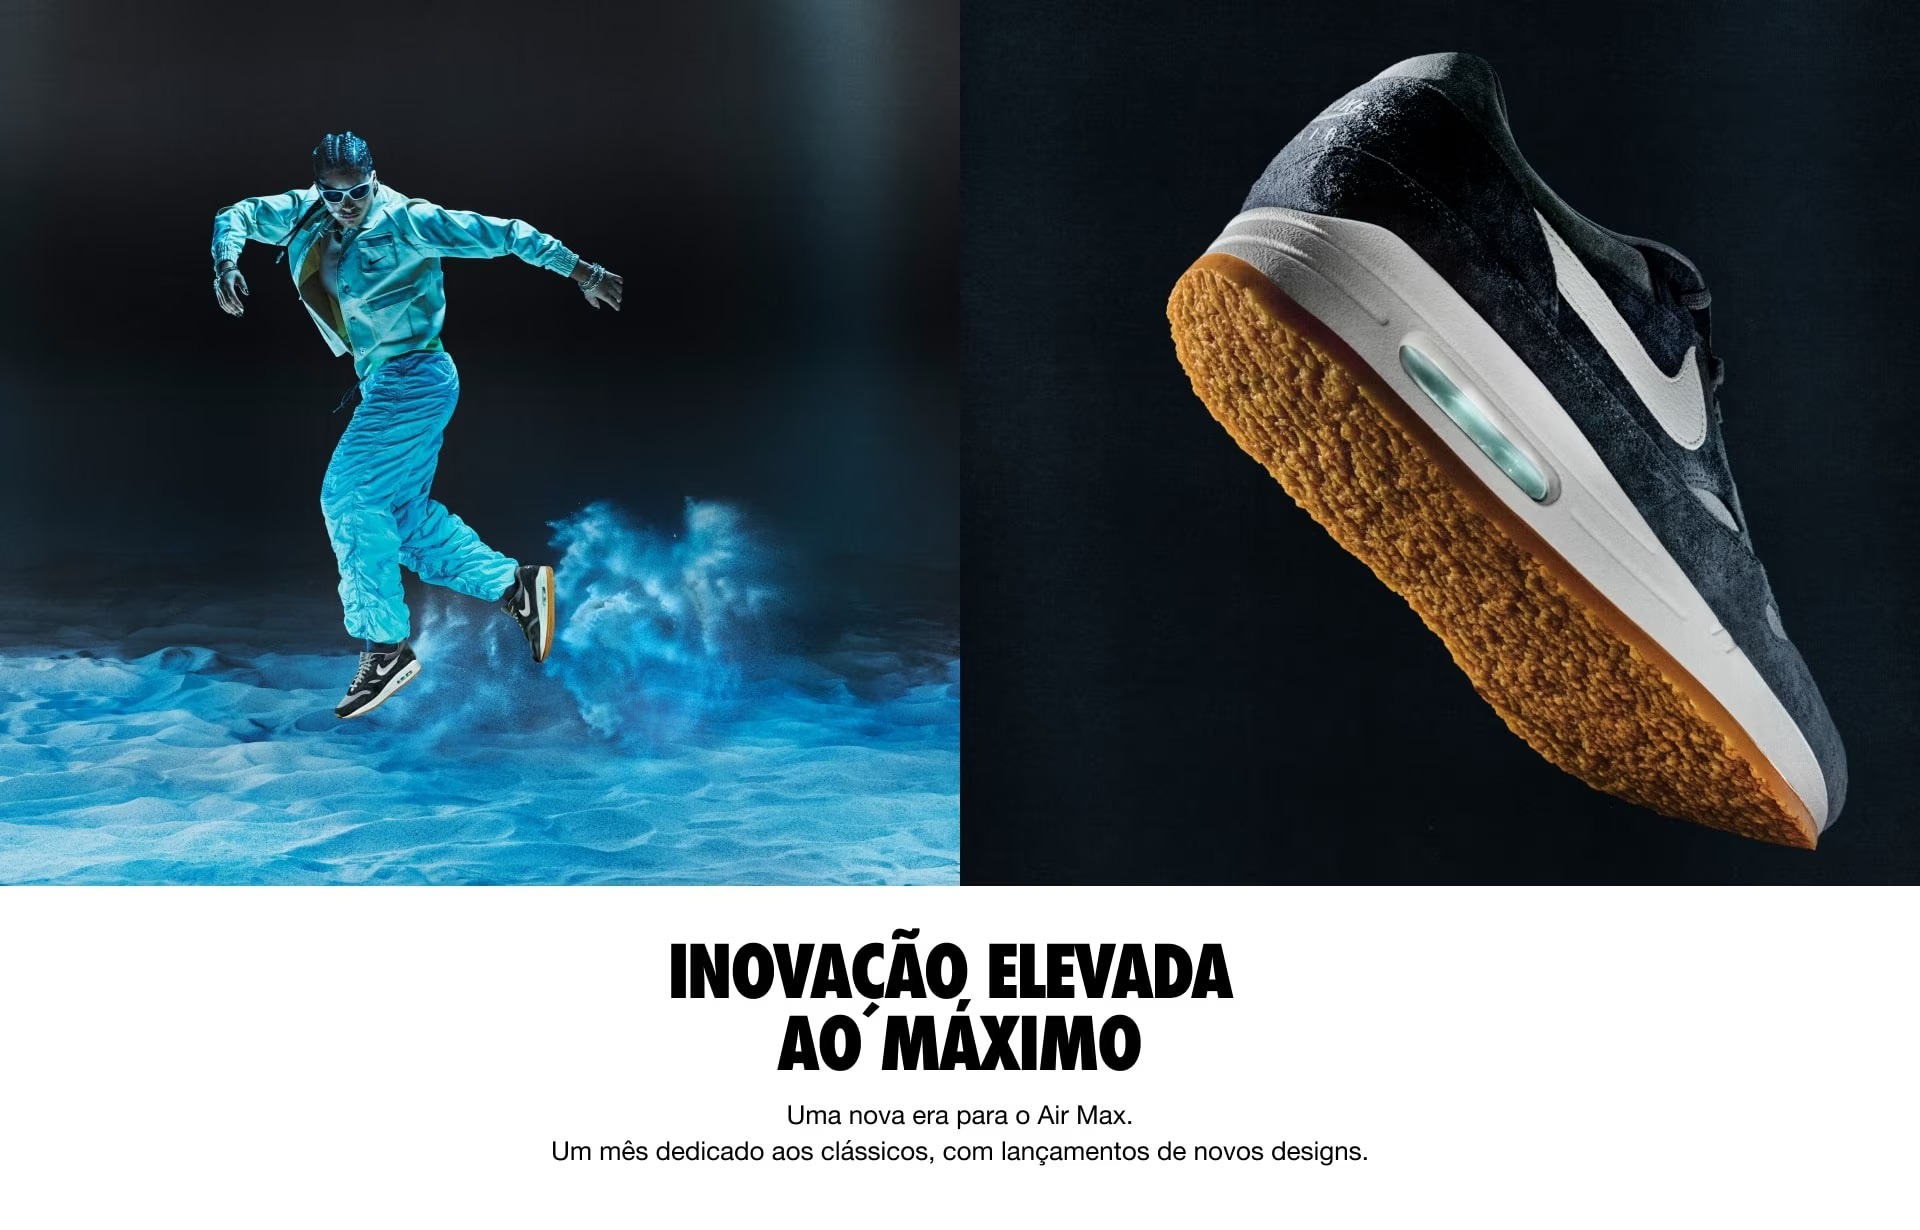 INOVAÇÃO ELEVADA
AO MÁXIMO
Uma nova era para o Air Max.
Um mês dedicado aos clássicos, com lançamentos de novos designs.